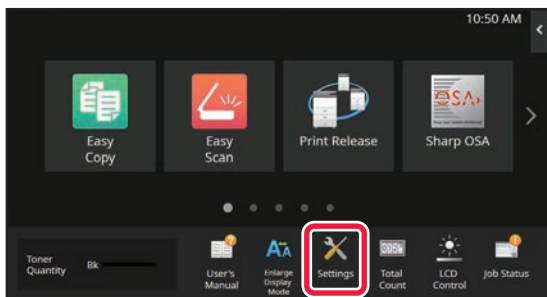 10:50 AM
Easy
Copy
Easy
Scan
Print Release
OSA
Sharp OSA
Toner
Quantity
Bk
User's
Manual
Enlarge
Display
Mode
Settings
Total
Count
LCD
Control
Job Status